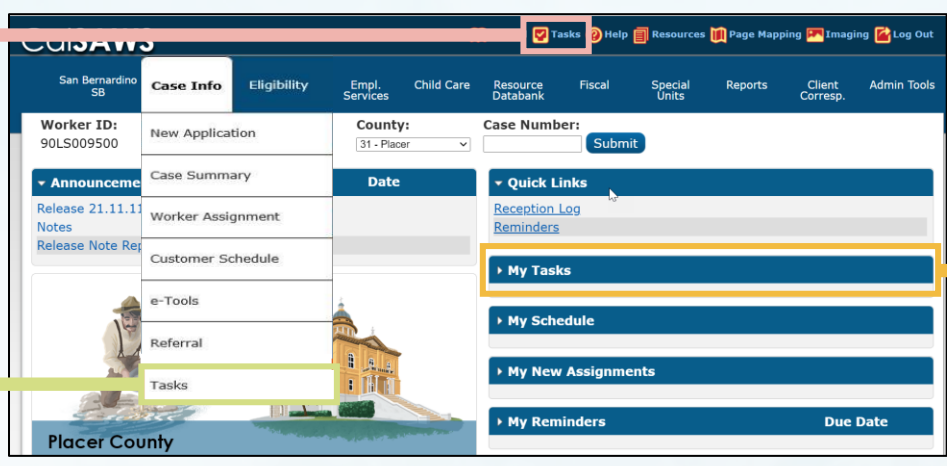 CalSAWS
Tasks Help Resources Page Mapping Imaging Log Out
San Bernardino SB
Case Info
Eligibility
Empl. Services
Child Care
Resource Databank
Fiscal
Special Units
Reports
Client Corresp.
Admin Tools
Worker ID:
90LS009500
County:
31 - Placer
Case Number:
Submit
New Application
Case Summary
Worker Assignment
Customer Schedule
e-Tools
Referral
Tasks
Date
Release 21.11.11
Notes
Release Note
Quick Links
Reception Log
Reminders
My Tasks
My Schedule
My New Assignments
My Reminders Due Date
Placer County